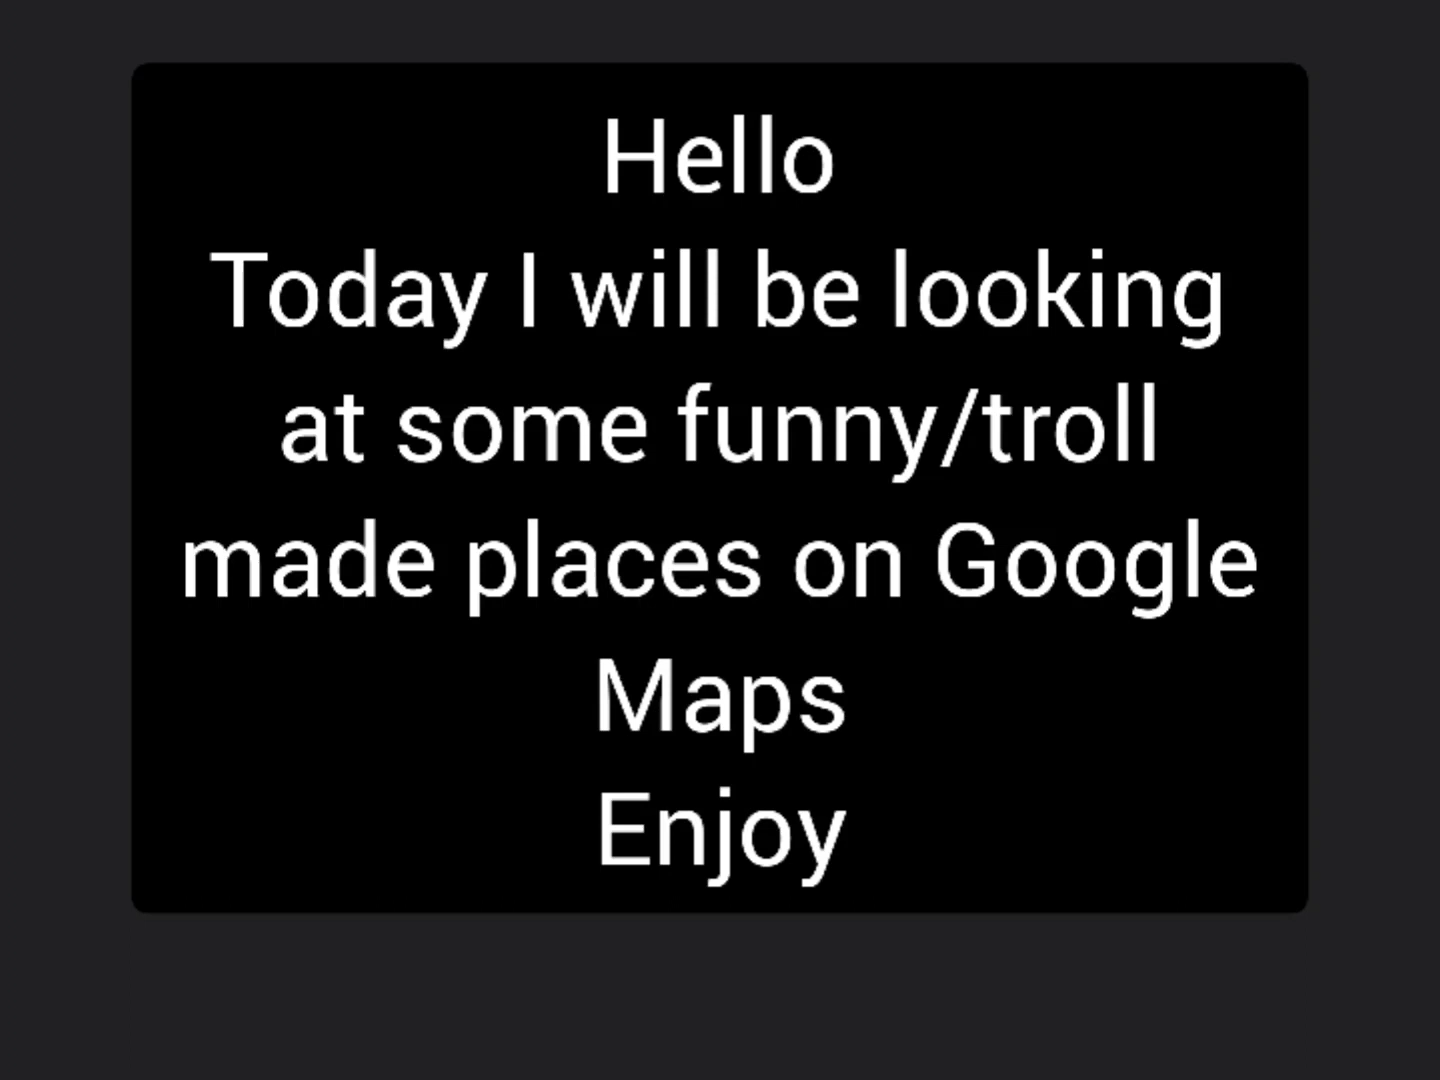 Hello
Today I will be looking
at some funny/troll
made places on Google
Maps
Enjoy